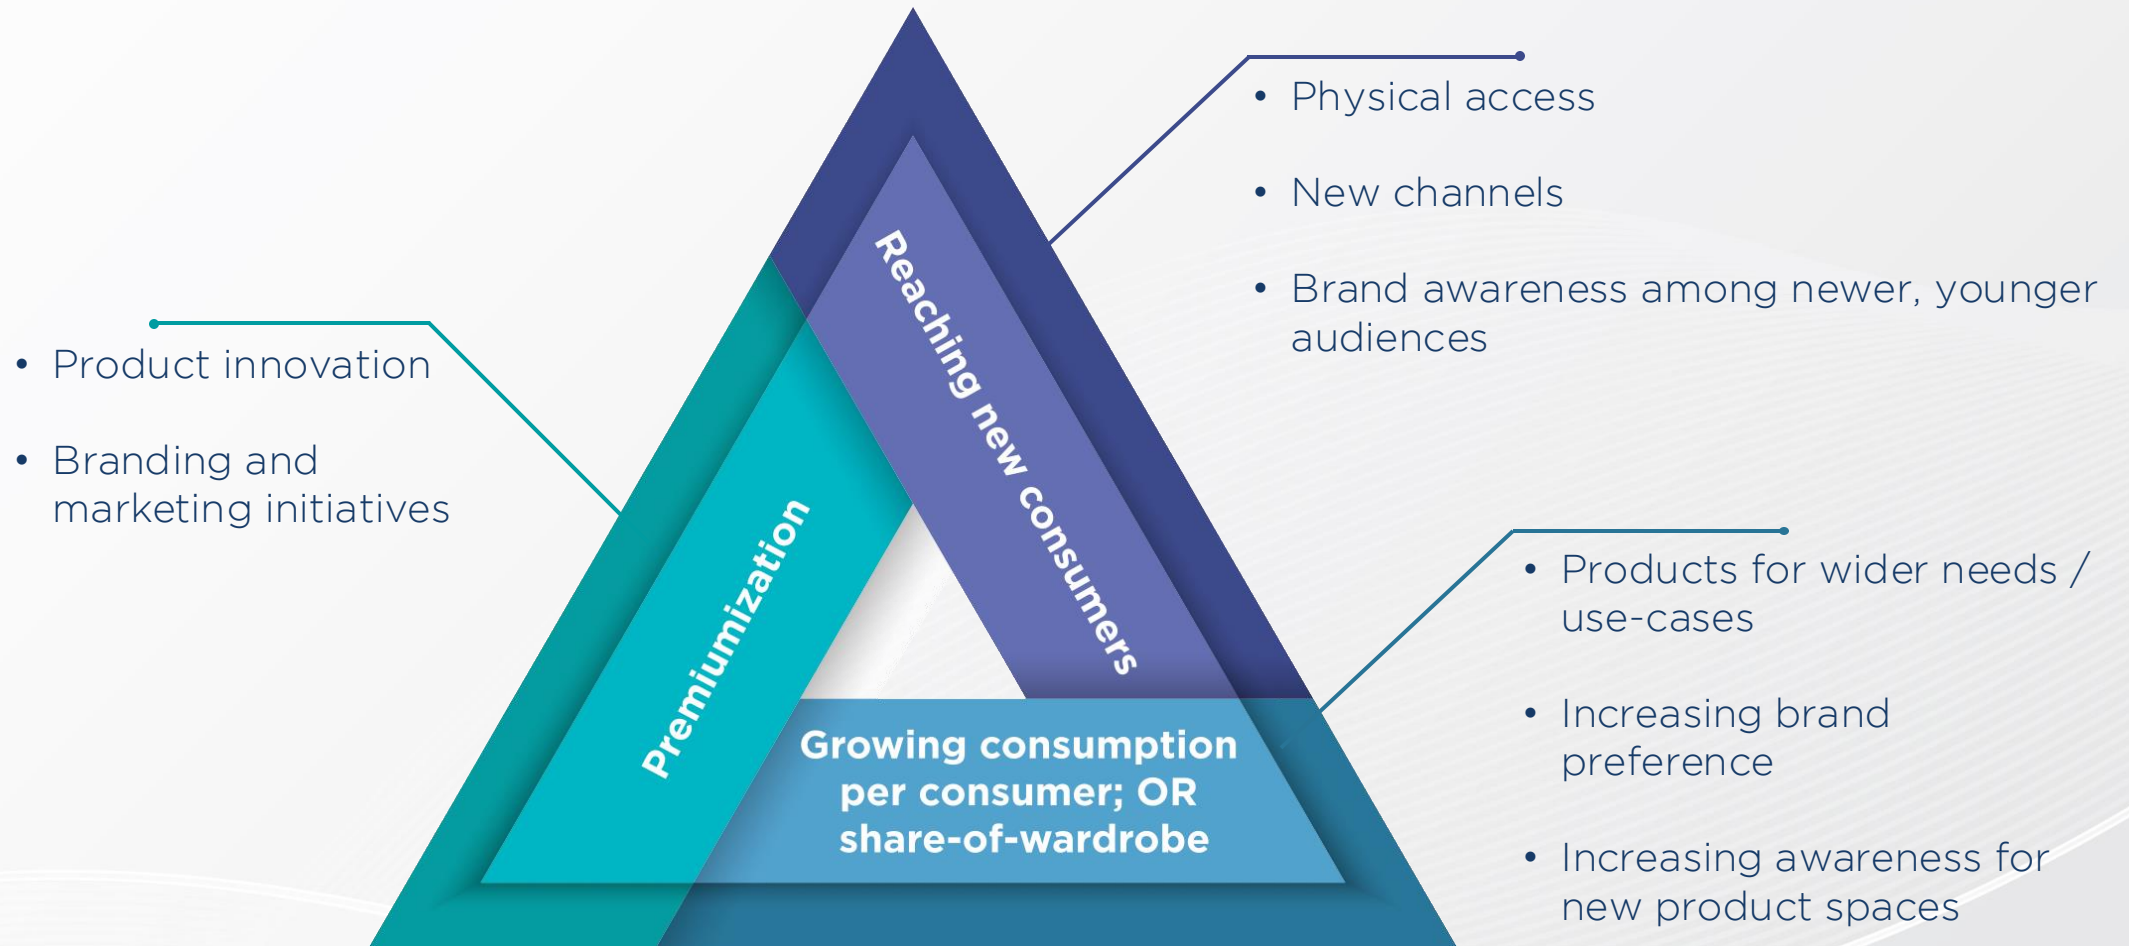 • Product innovation
• Branding and
marketing initiatives
Premiumization
Reaching new consumers
Growing consumption
per consumer; OR
share-of-wardrobe
• Physical access
• New channels
• Brand awareness among newer, younger
audiences
• Products for wider needs /
use-cases
• Increasing brand
preference
• Increasing awareness for
new product spaces